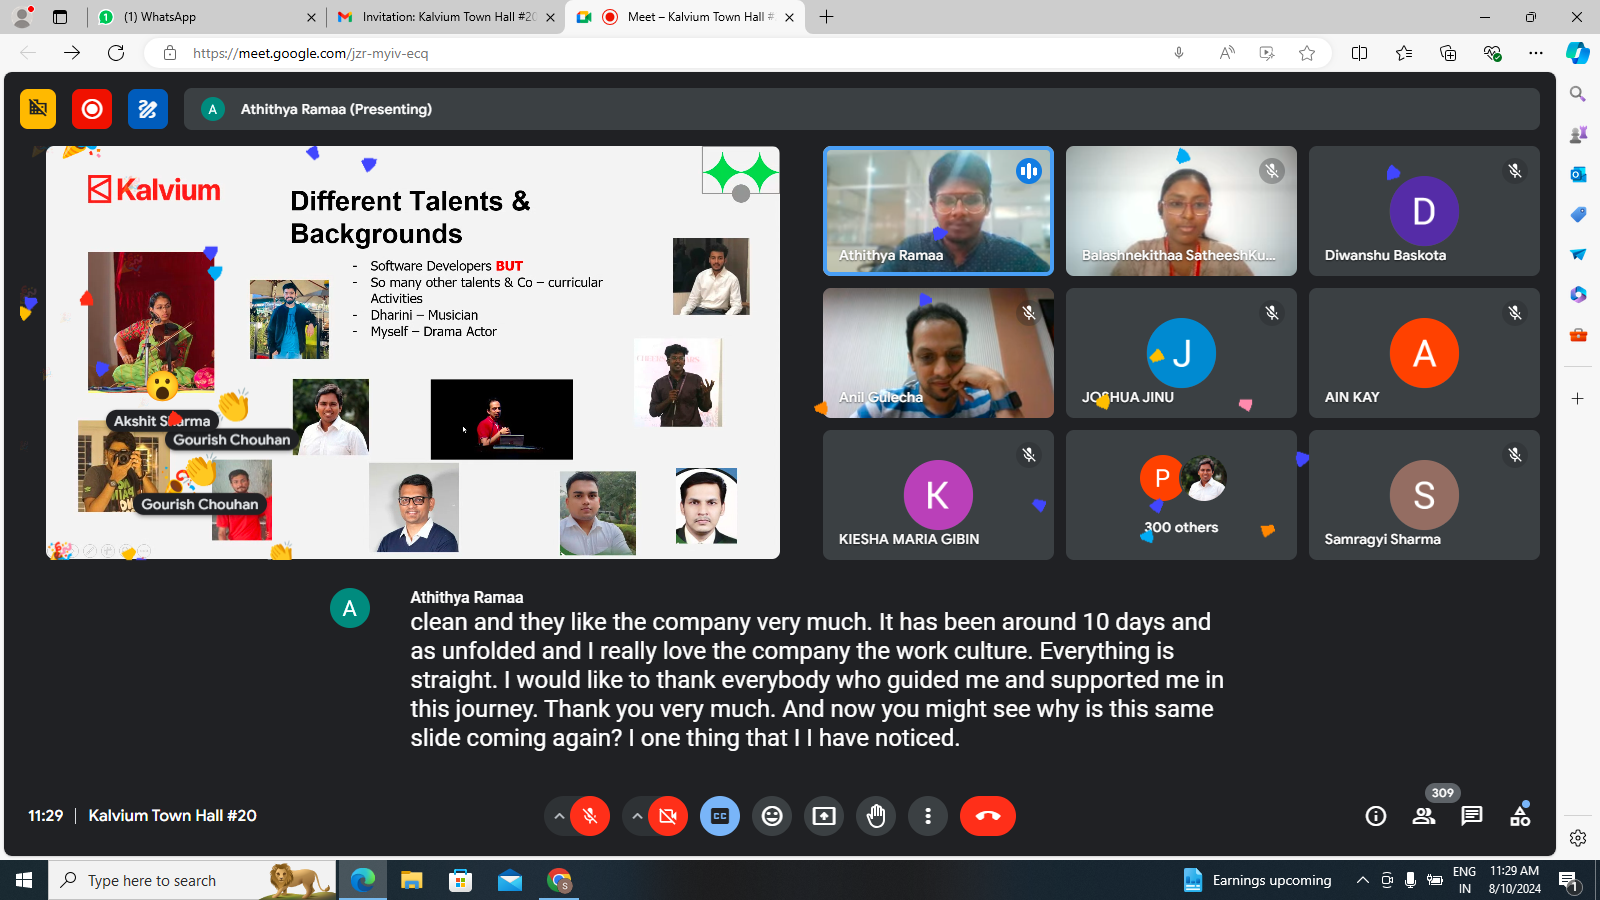 (1) WhatsApp
Invitation: Kalvium Town Hall #20
Meet – Kalvium Town Hall #
https://meet.google.com/jzr-myiv-ecq
A
Athithya Ramaa (Presenting)
Kalvium
Different Talents &
Backgrounds
- Software Developers BUT
- So many other talents & Co – curricular
Activities
- Dharini – Musician
- Myself – Drama Actor
Akshit Sharma
Gourish Chouhan
Gourish Chouhan
Athithya Ramaa
Balashnekithaa SatheeshKu...
D
Diwanshu Baskota
Anil Gulecha
J
JOSHUA JINU
A
AIN KAY
K
KIESHA MARIA GIBIN
P
300 others
S
Samragyi Sharma
A
Athithya Ramaa
clean and they like the company very much. It has been around 10 days and
as unfolded and I really love the company the work culture. Everything is
straight. I would like to thank everybody who guided me and supported me in
this journey. Thank you very much. And now you might see why is this same
slide coming again? I one thing that I I have noticed.
11:29 | Kalvium Town Hall #20
CC
309
Type here to search
Earnings upcoming
ENG
IN
11:29 AM
8/10/2024
1